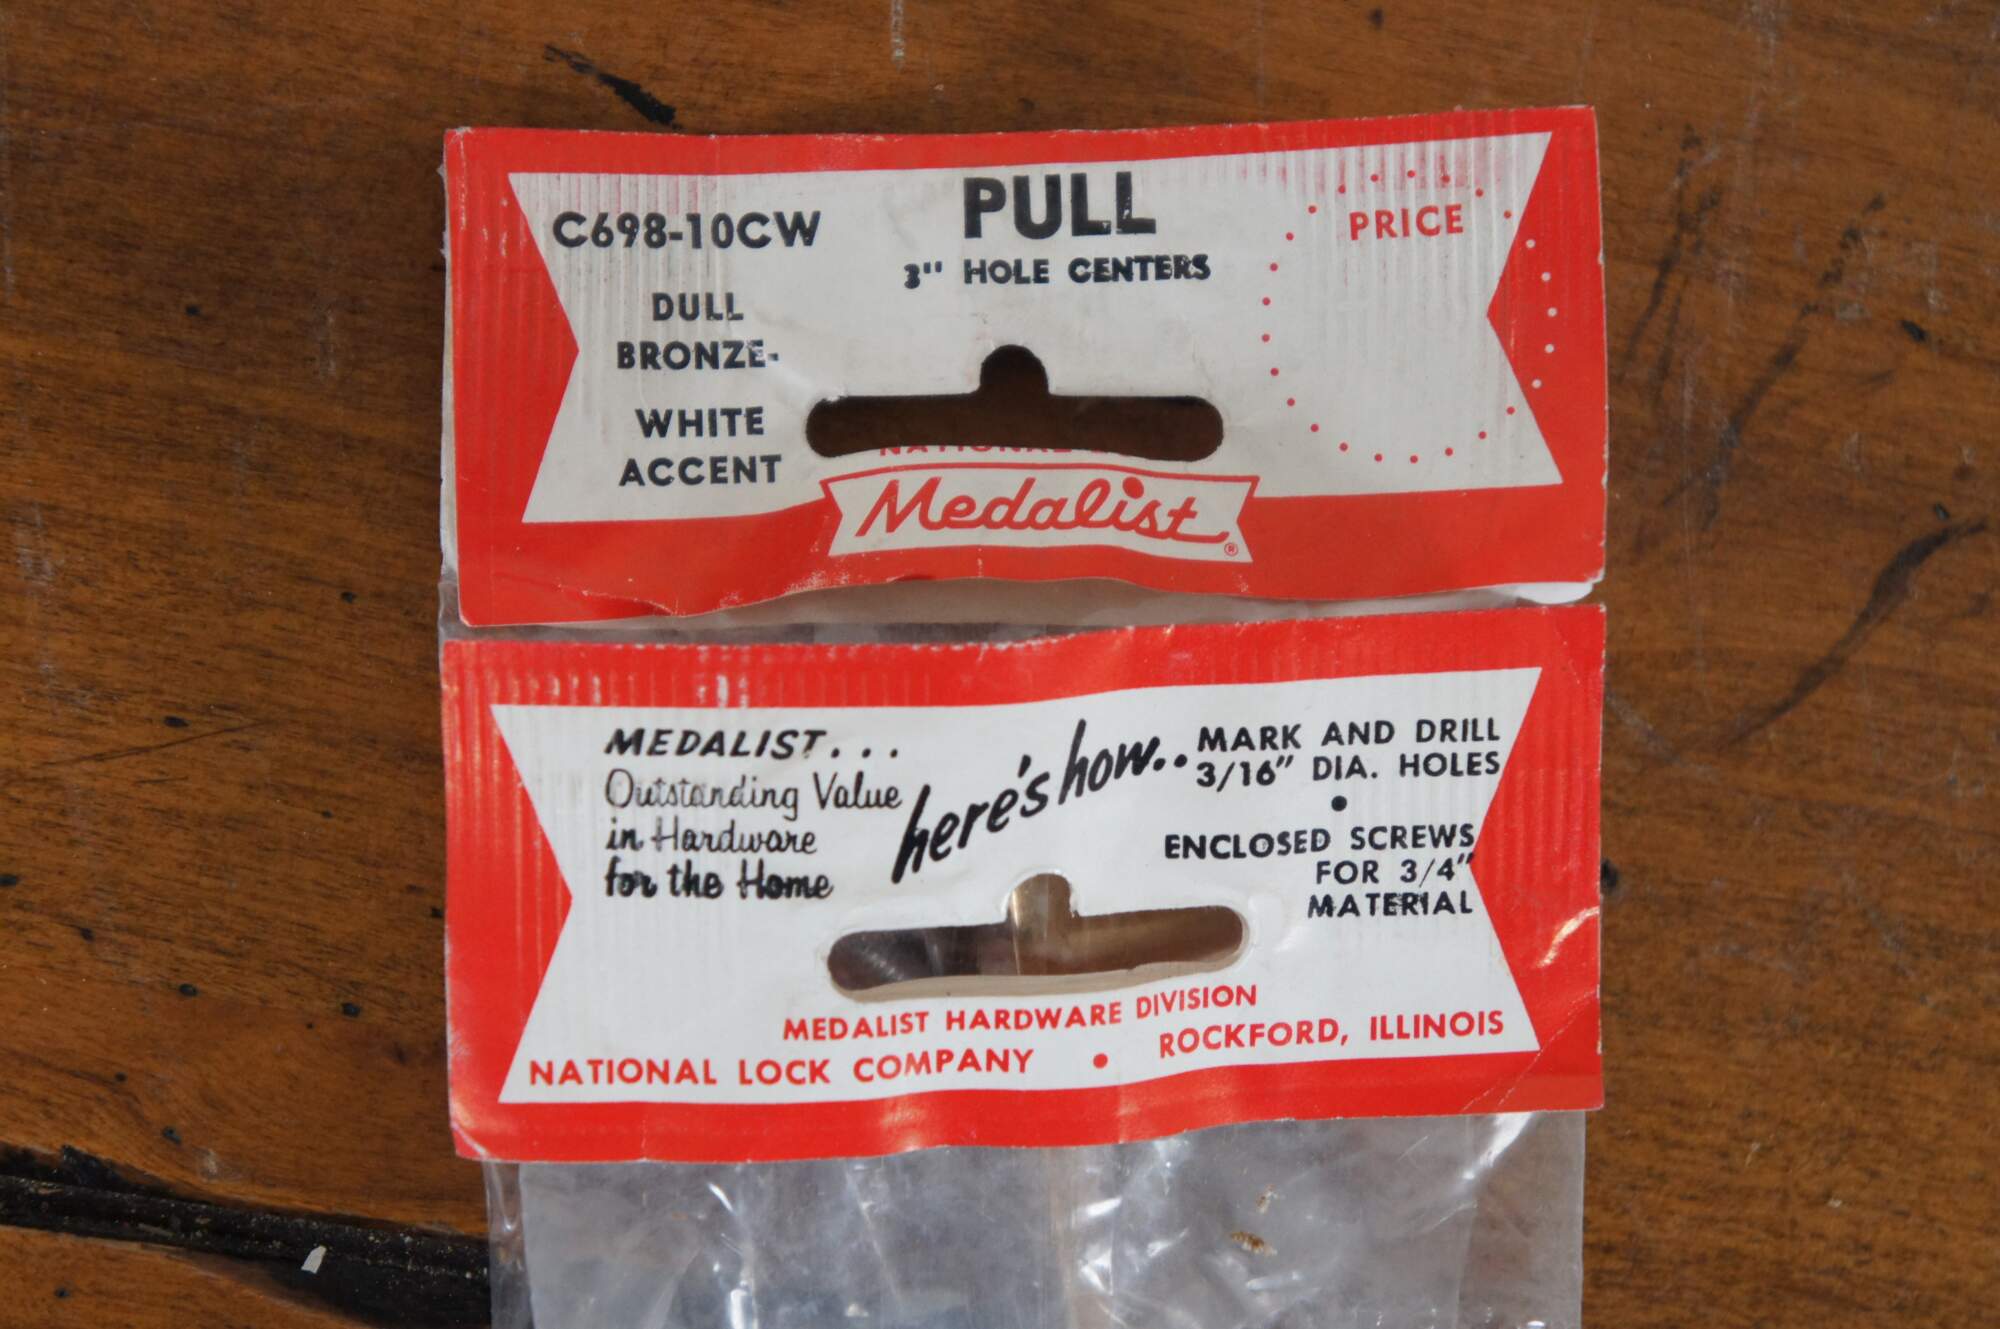 C698-10CW
DULL
BRONZE-
WHITE
ACCENT
PULL
3" HOLE CENTERS
PRICE
NATIONAL
Medalist®
MEDALIST...
Outstanding Value
in Hardware
for the Home
here's how..
MARK AND DRILL
3/16" DIA. HOLES
•
ENCLOSED SCREWS
FOR 3/4"
MATERIAL
MEDALIST HARDWARE DIVISION
NATIONAL LOCK COMPANY • ROCKFORD, ILLINOIS